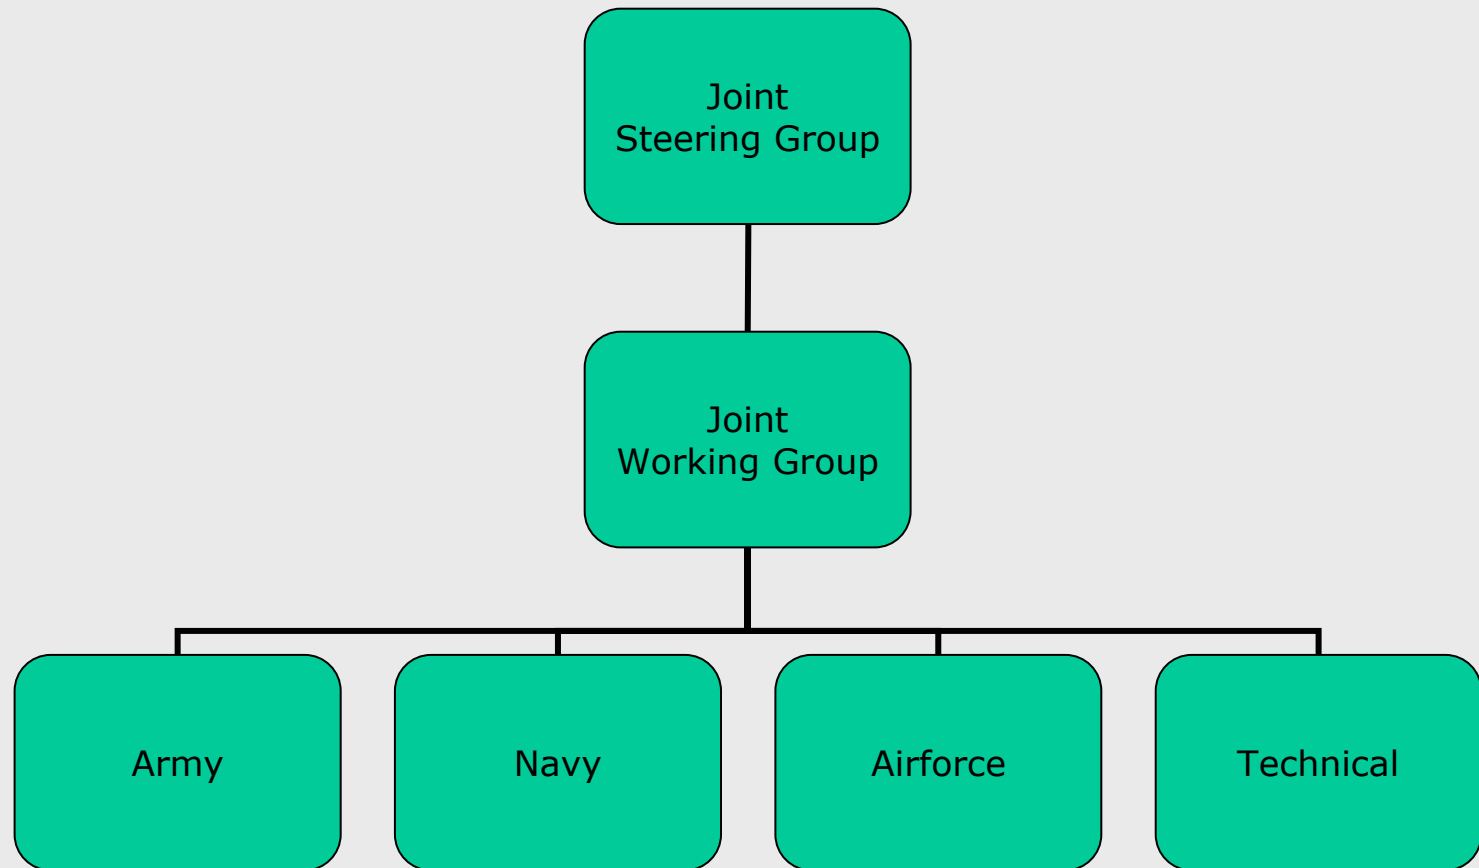 Joint
Steering Group
Joint
Working Group
Army
Navy
Airforce
Technical